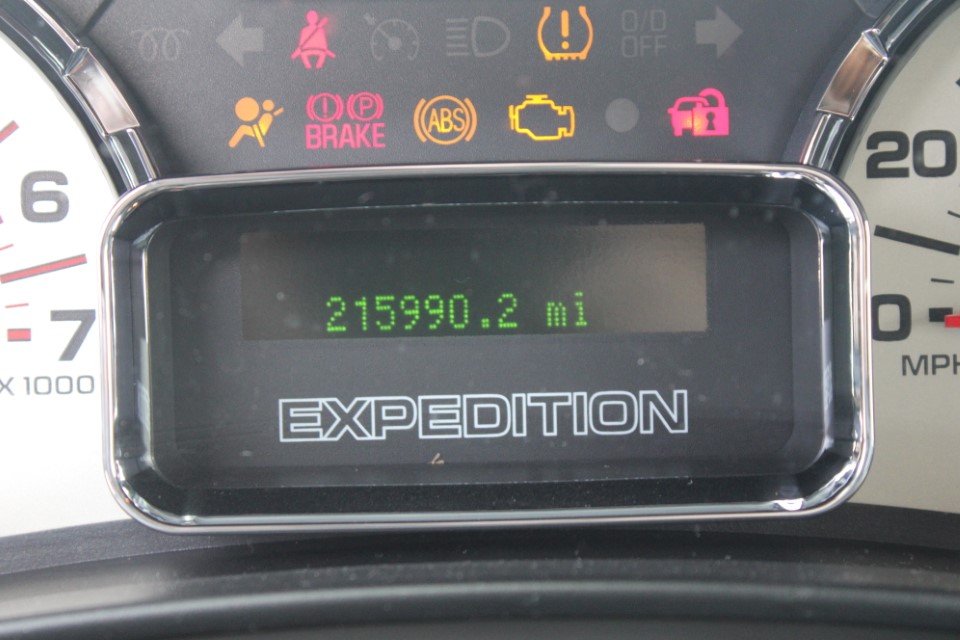 O/D
OFF
BRAKE
ABS
6
7
X 1000
20
0
MPH
215990.2 mi
EXPEDITION